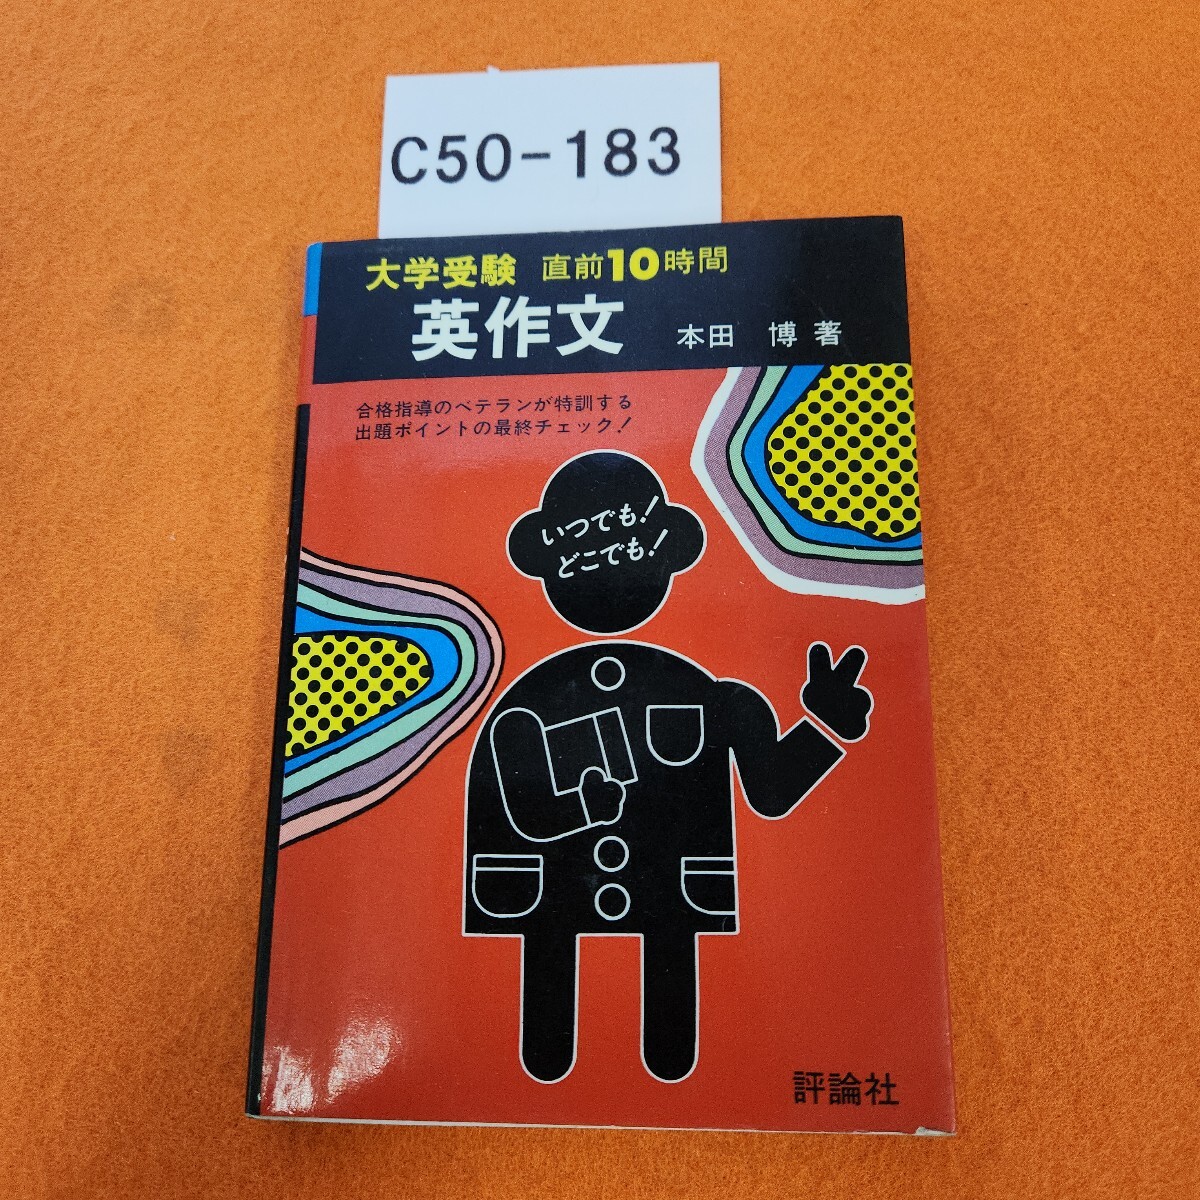 C50-183
大学受験 直前10時間
英作文 本田 博 著
合格指導のベテランが特訓する
出題ポイントの最終チェック!
いつでも!
どこでも!
評論社